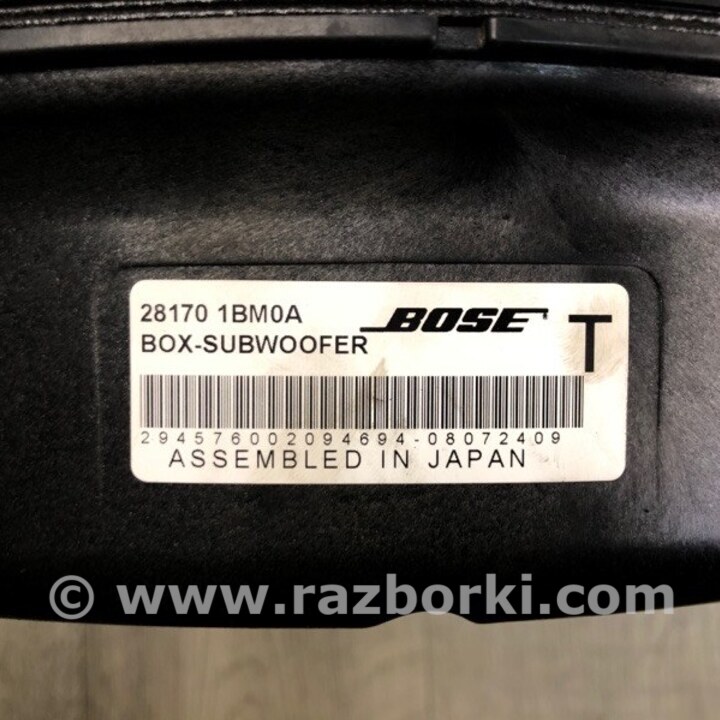 28170 1BM0A BOSE T
BOX-SUBWOOFER
294576002094694-08072409
ASSEMBLED IN JAPAN
© www.razborki.com